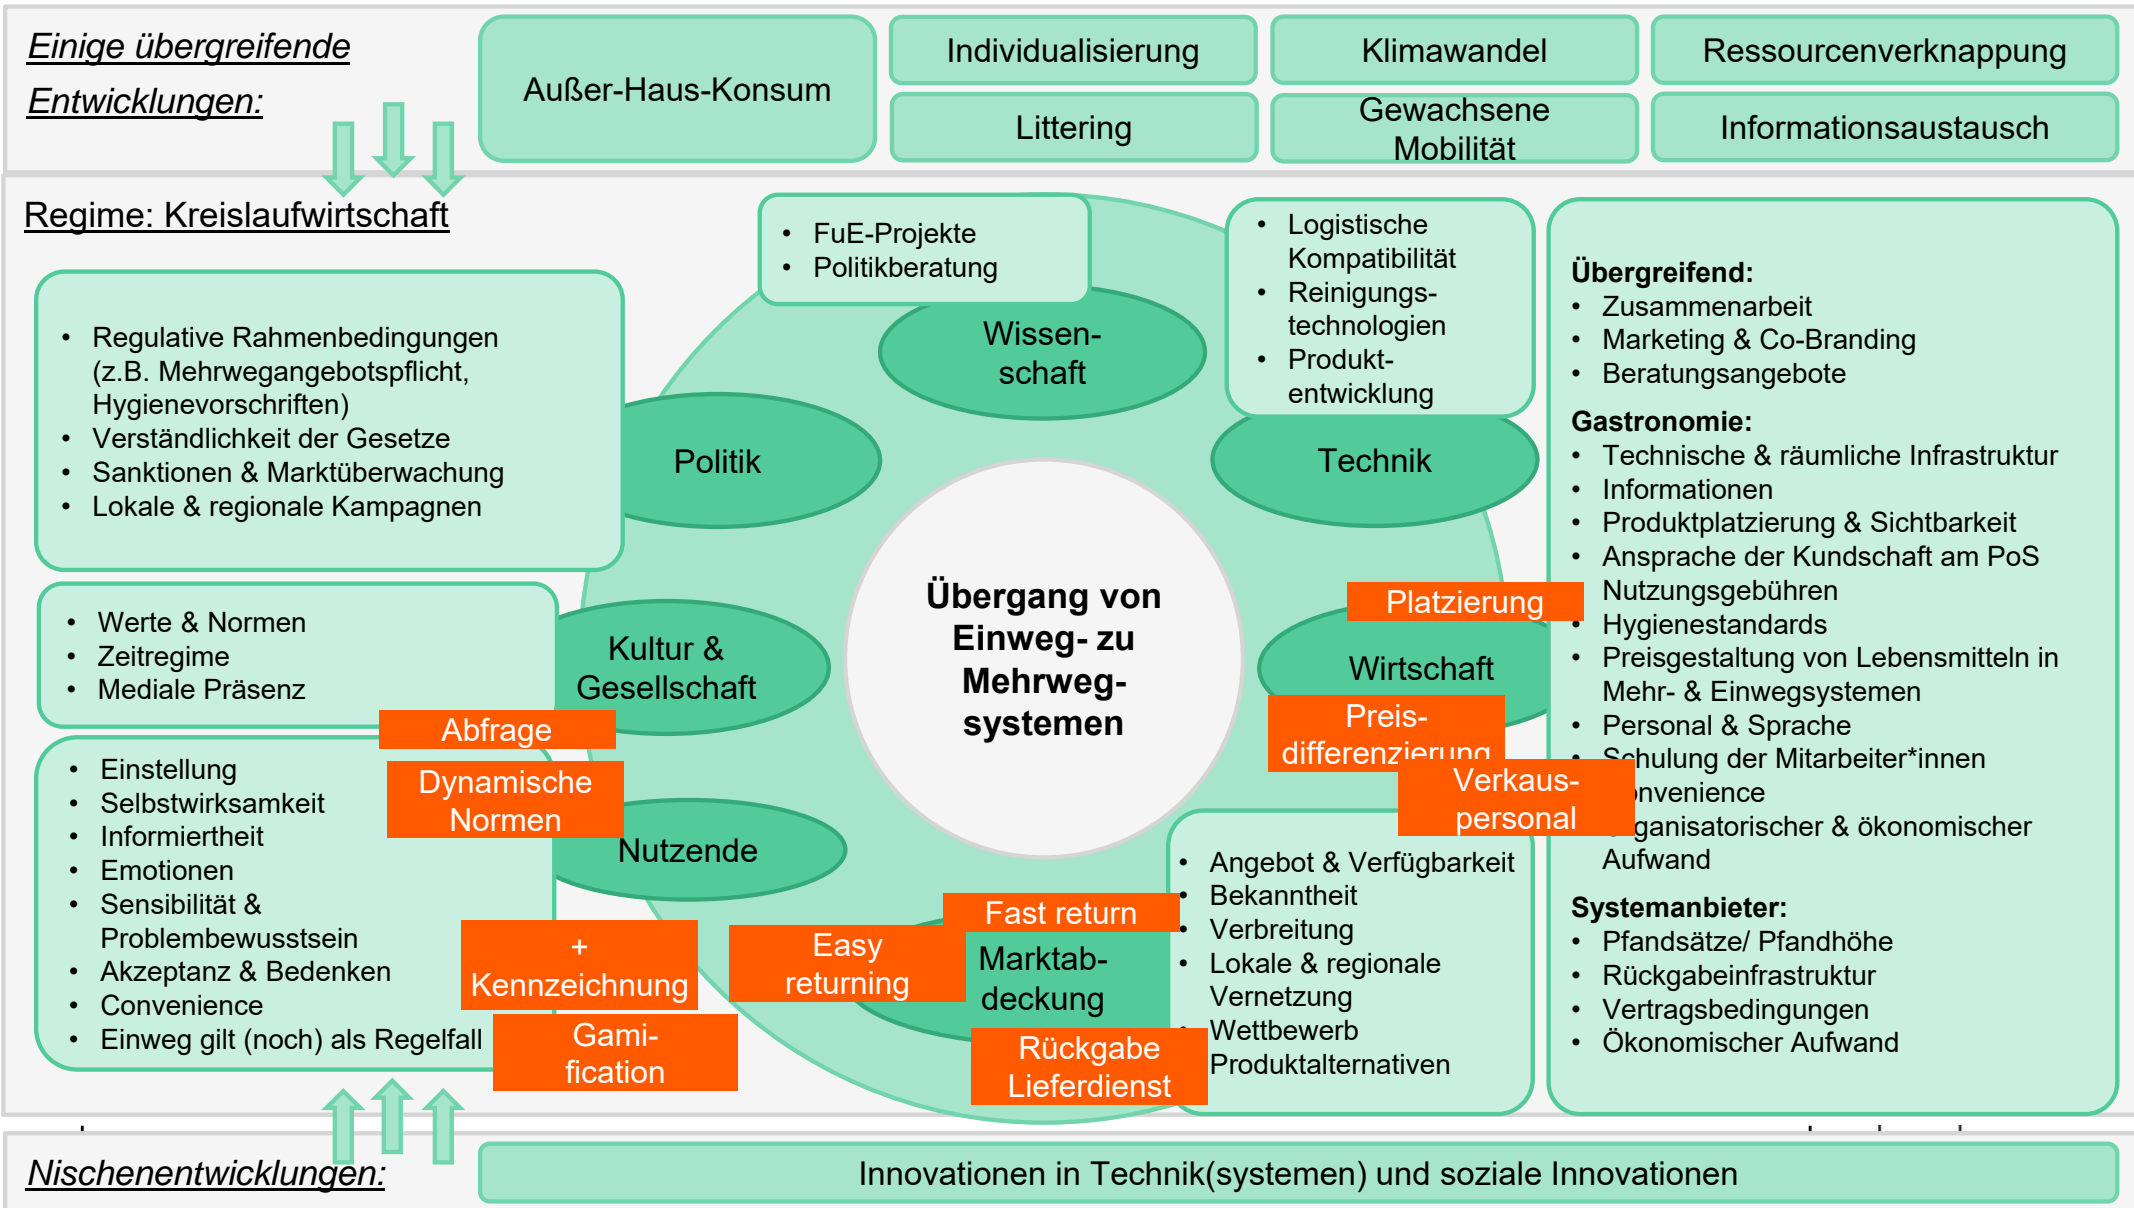 Einige übergreifende
Entwicklungen:
Außer-Haus-Konsum
Individualisierung
Klimawandel
Ressourcenverknappung
Littering
Gewachsene
Mobilität
Informationsaustausch
Regime: Kreislaufwirtschaft
• FuE-Projekte
• Politikberatung
Wissen-
schaft
• Logistische
Kompatibilität
• Reinigungs-
technologien
• Produkt-
entwicklung
Technik
• Regulative Rahmenbedingungen
(z.B. Mehrwegangebotspflicht,
Hygienevorschriften)
• Verständlichkeit der Gesetze
• Sanktionen & Marktüberwachung
• Lokale & regionale Kampagnen
Politik
• Werte & Normen
• Zeitregime
• Mediale Präsenz
Kultur &
Gesellschaft
Abfrage
Dynamische
Normen
• Einstellung
• Selbstwirksamkeit
• Informiertheit
• Emotionen
• Sensibilität &
Problembewusstsein
• Akzeptanz & Bedenken
• Convenience
• Einweg gilt (noch) als Regelfall
Nutzende
+
Kennzeichnung
Gami-
fication
Übergang von
Einweg- zu
Mehrweg-
systemen
Platzierung
Wirtschaft
Preis-
differenzierung
Verkaus-
personal
Fast return
Easy
returning
Marktab-
deckung
Rückgabe
Lieferdienst
• Angebot & Verfügbarkeit
• Bekanntheit
• Verbreitung
• Lokale & regionale
Vernetzung
• Wettbewerb
Produktalternativen
Übergreifend:
• Zusammenarbeit
• Marketing & Co-Branding
• Beratungsangebote
Gastronomie:
• Technische & räumliche Infrastruktur
• Informationen
• Produktplatzierung & Sichtbarkeit
• Ansprache der Kundschaft am PoS
Nutzungsgebühren
• Hygienestandards
• Preisgestaltung von Lebensmitteln in
Mehr- & Einwegsystemen
• Personal & Sprache
• Schulung der Mitarbeiter*innen
onvenience
organisatorischer & ökonomischer
Aufwand
Systemanbieter:
• Pfandsätze/ Pfandhöhe
• Rückgabeinfrastruktur
• Vertragsbedingungen
• Ökonomischer Aufwand
Nischenentwicklungen:
Innovationen in Technik(systemen) und soziale Innovationen